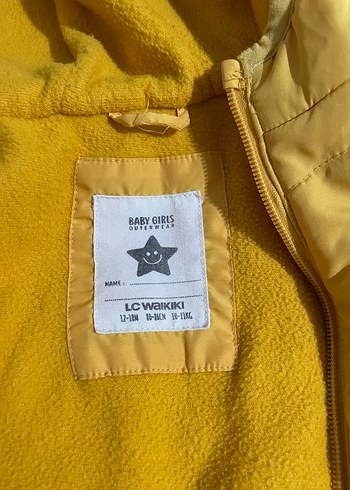 BABY GIRLS
OUTERWEAR
NAME:
LC WAIKIKI
12-18M 80-86CM 10-11KG